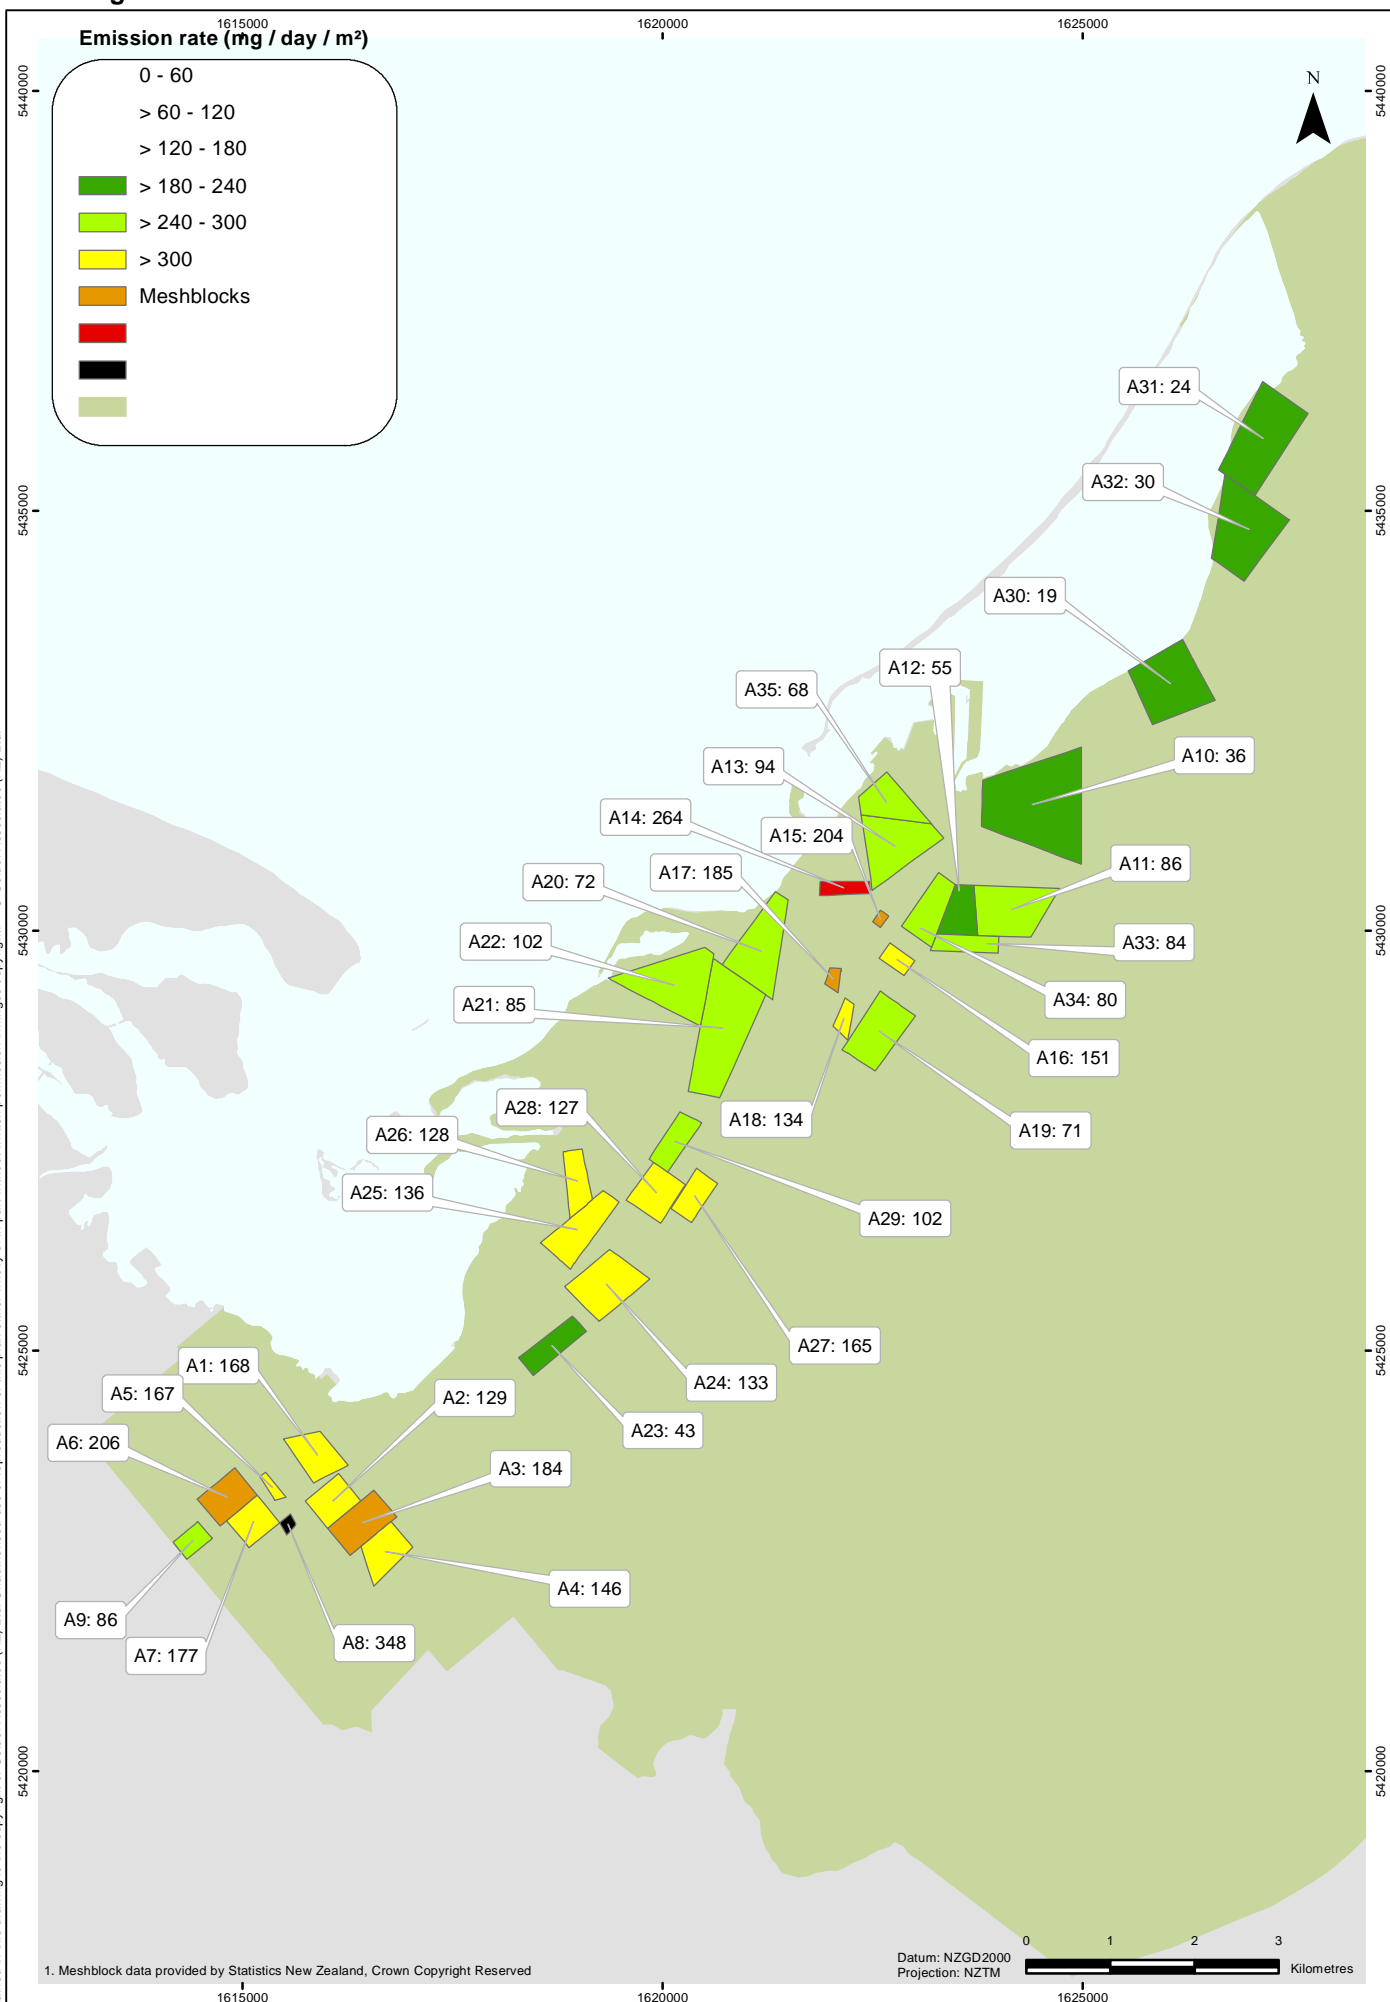 1615000
1620000
1625000
Emission rate (mg / day / m²)
0 - 60
> 60 - 120
> 120 - 180
> 180 - 240
> 240 - 300
> 300
Meshblocks
N
5440000
5440000
A31: 24
A32: 30
5435000
5435000
A30: 19
A12: 55
A35: 68
A10: 36
A13: 94
A14: 264
A15: 204
A11: 86
A17: 185
A20: 72
5430000
5430000
A22: 102
A33: 84
A34: 80
A21: 85
A16: 151
A28: 127
A18: 134
A19: 71
A26: 128
A25: 136
A29: 102
A27: 165
5425000
5425000
A1: 168
A5: 167
A2: 129
A24: 133
A23: 43
A6: 206
A3: 184
A4: 146
A9: 86
A8: 348
A7: 177
5420000
5420000
0 1 2 3
Datum: NZGD2000
Projection: NZTM
Kilometres
1. Meshblock data provided by Statistics New Zealand, Crown Copyright Reserved
1615000
1620000
1625000